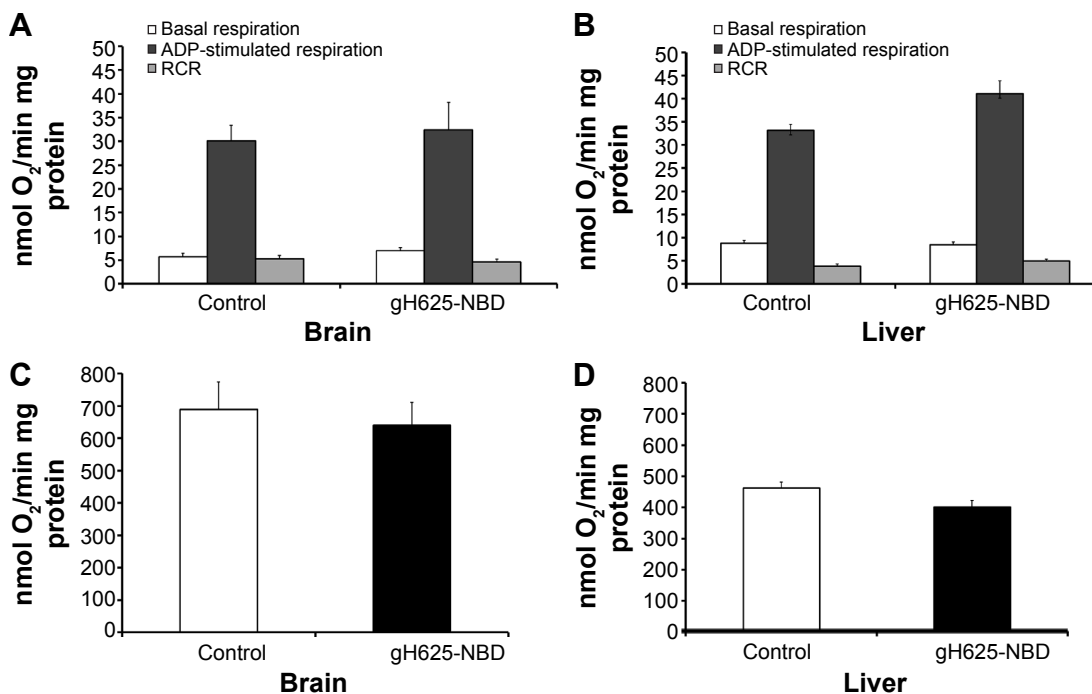 A
Basal respiration
ADP-stimulated respiration
RCR
nmol O₂/min mg
protein
50
45
40
35
30
25
20
15
10
5
0
Control
gH625-NBD
Brain
B
Basal respiration
ADP-stimulated respiration
RCR
nmol O₂/min mg
protein
50
45
40
35
30
25
20
15
10
5
0
Control
gH625-NBD
Liver
C
nmol O₂/min mg
protein
800
700
600
500
400
300
200
100
0
Control
gH625-NBD
Brain
D
nmol O₂/min mg
protein
800
700
600
500
400
300
200
100
0
Control
gH625-NBD
Liver